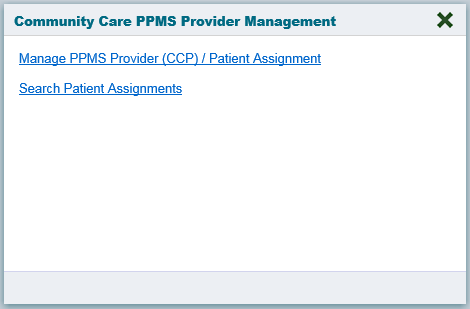 Community Care PPMS Provider Management
Manage PPMS Provider (CCP) / Patient Assignment
Search Patient Assignments